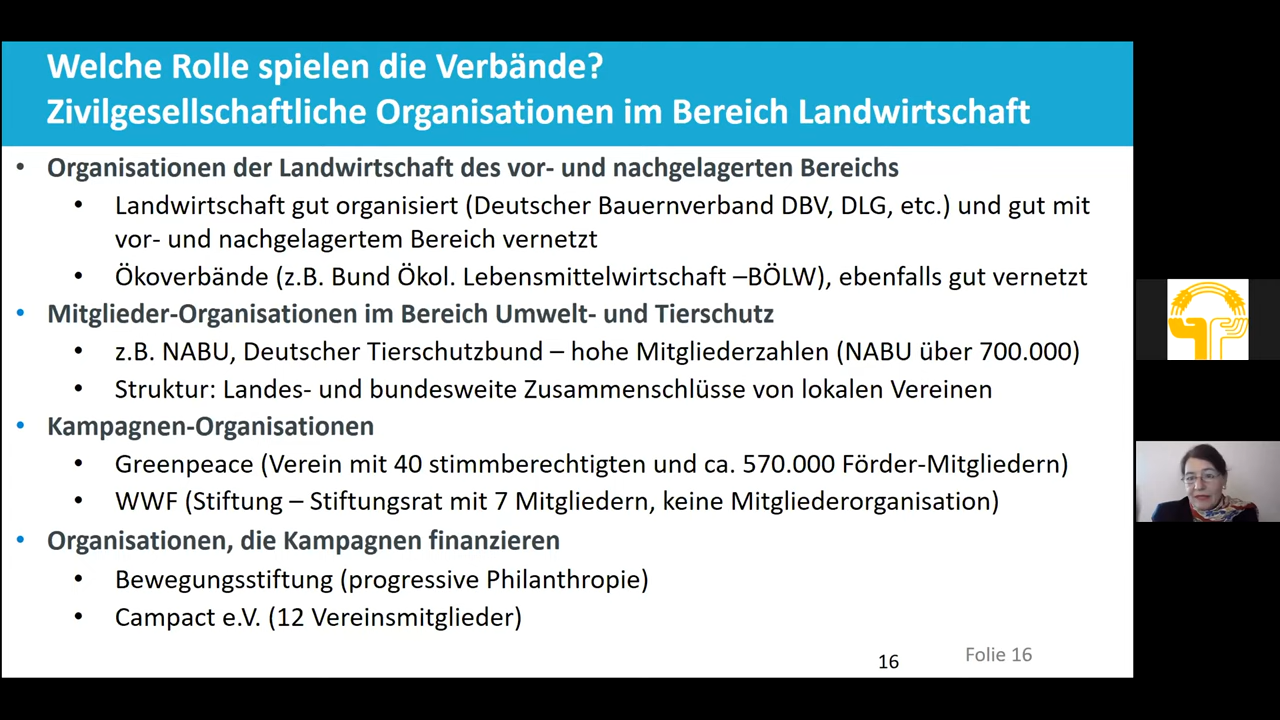 Welche Rolle spielen die Verbände?
Zivilgesellschaftliche Organisationen im Bereich Landwirtschaft
• Organisationen der Landwirtschaft des vor- und nachgelagerten Bereichs
• Landwirtschaft gut organisiert (Deutscher Bauernverband DBV, DLG, etc.) und gut mit
vor- und nachgelagertem Bereich vernetzt
• Ökoverbände (z.B. Bund Ökol. Lebensmittelwirtschaft –BÖLW), ebenfalls gut vernetzt
• Mitglieder-Organisationen im Bereich Umwelt- und Tierschutz
• z.B. NABU, Deutscher Tierschutzbund – hohe Mitgliederzahlen (NABU über 700.000)
• Struktur: Landes- und bundesweite Zusammenschlüsse von lokalen Vereinen
• Kampagnen-Organisationen
• Greenpeace (Verein mit 40 stimmberechtigten und ca. 570.000 Förder-Mitgliedern)
• WWF (Stiftung – Stiftungsrat mit 7 Mitgliedern, keine Mitgliederorganisation)
• Organisationen, die Kampagnen finanzieren
• Bewegungsstiftung (progressive Philanthropie)
• Campact e.V. (12 Vereinsmitglieder)
16
Folie 16